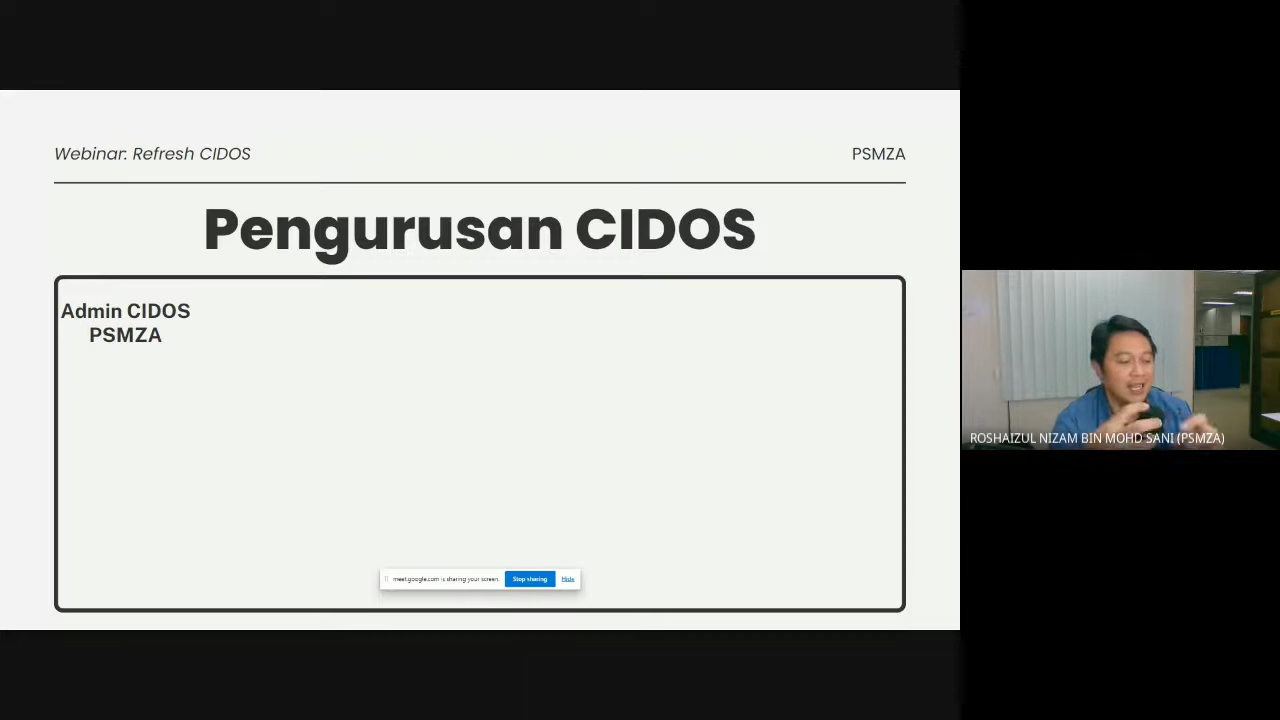 Webinar: Refresh CIDOS
PSMZA
Pengurusan CIDOS
Admin CIDOS
PSMZA
meet.google.com is sharing your screen.
Stop sharing
Hide
ROSHAIZUL NIZAM BIN MOHD SANI (PSMZA)